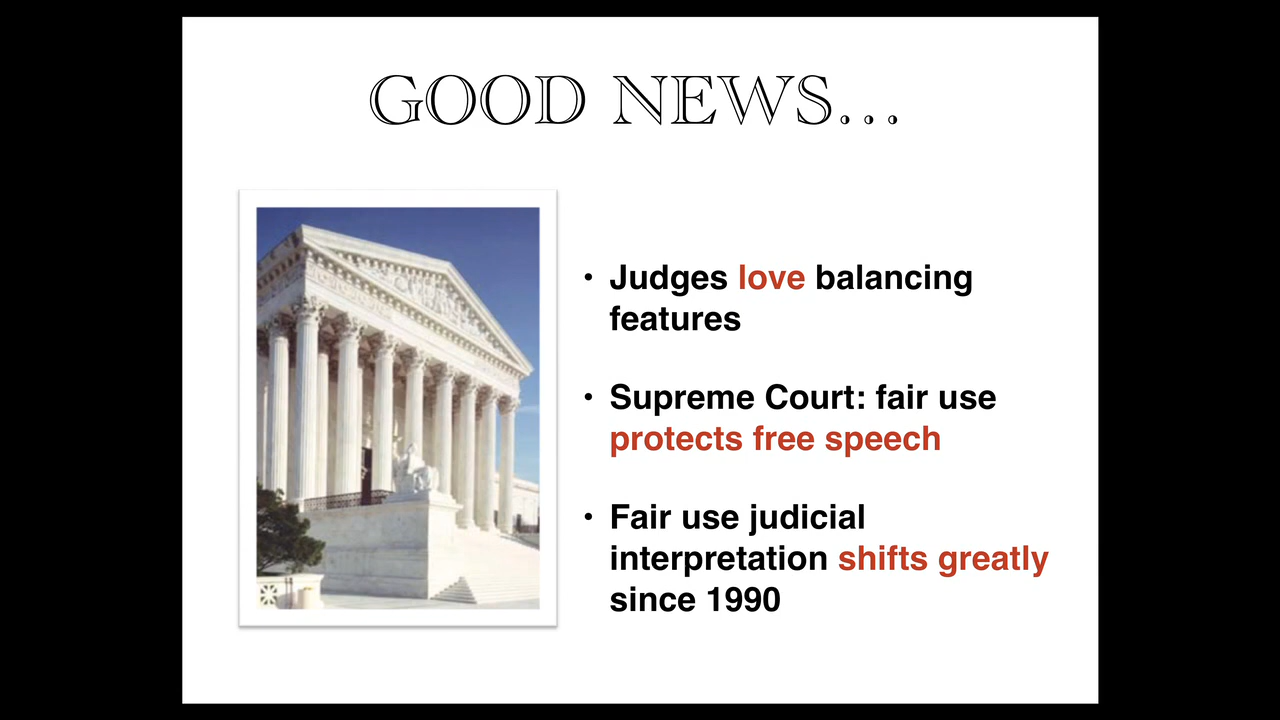 GOOD NEWS...
• Judges love balancing
features
• Supreme Court: fair use
protects free speech
• Fair use judicial
interpretation shifts greatly
since 1990